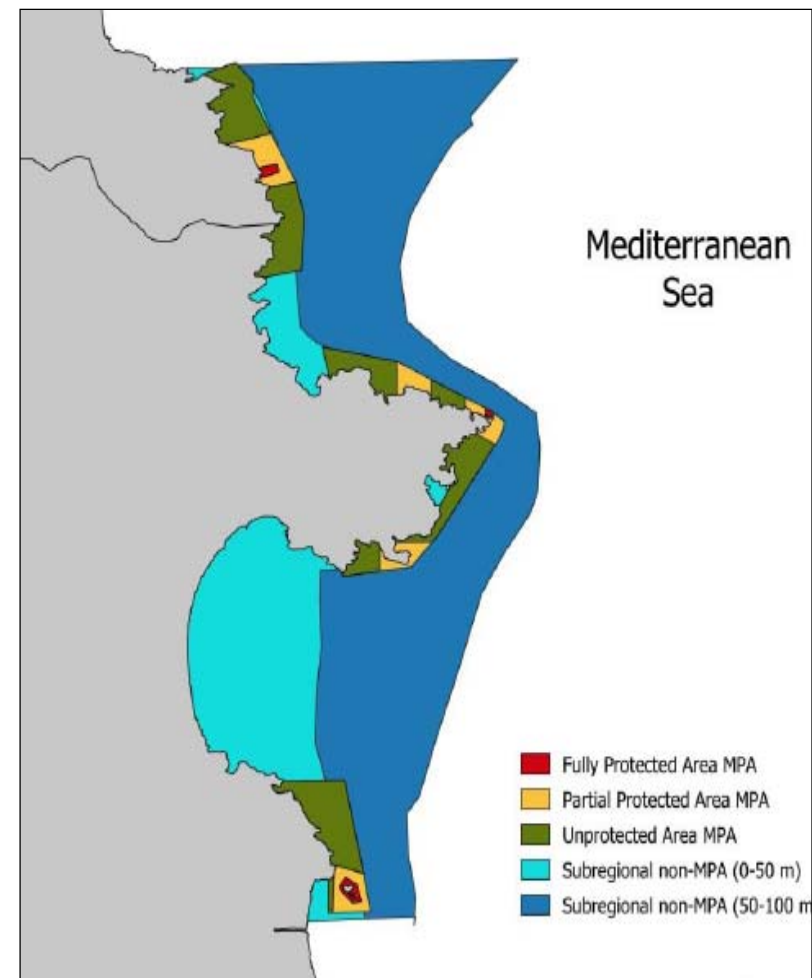 Mediterranean
Sea
Fully Protected Area MPA
Partial Protected Area MPA
Unprotected Area MPA
Subregional non-MPA (0-50 m)
Subregional non-MPA (50-100 m